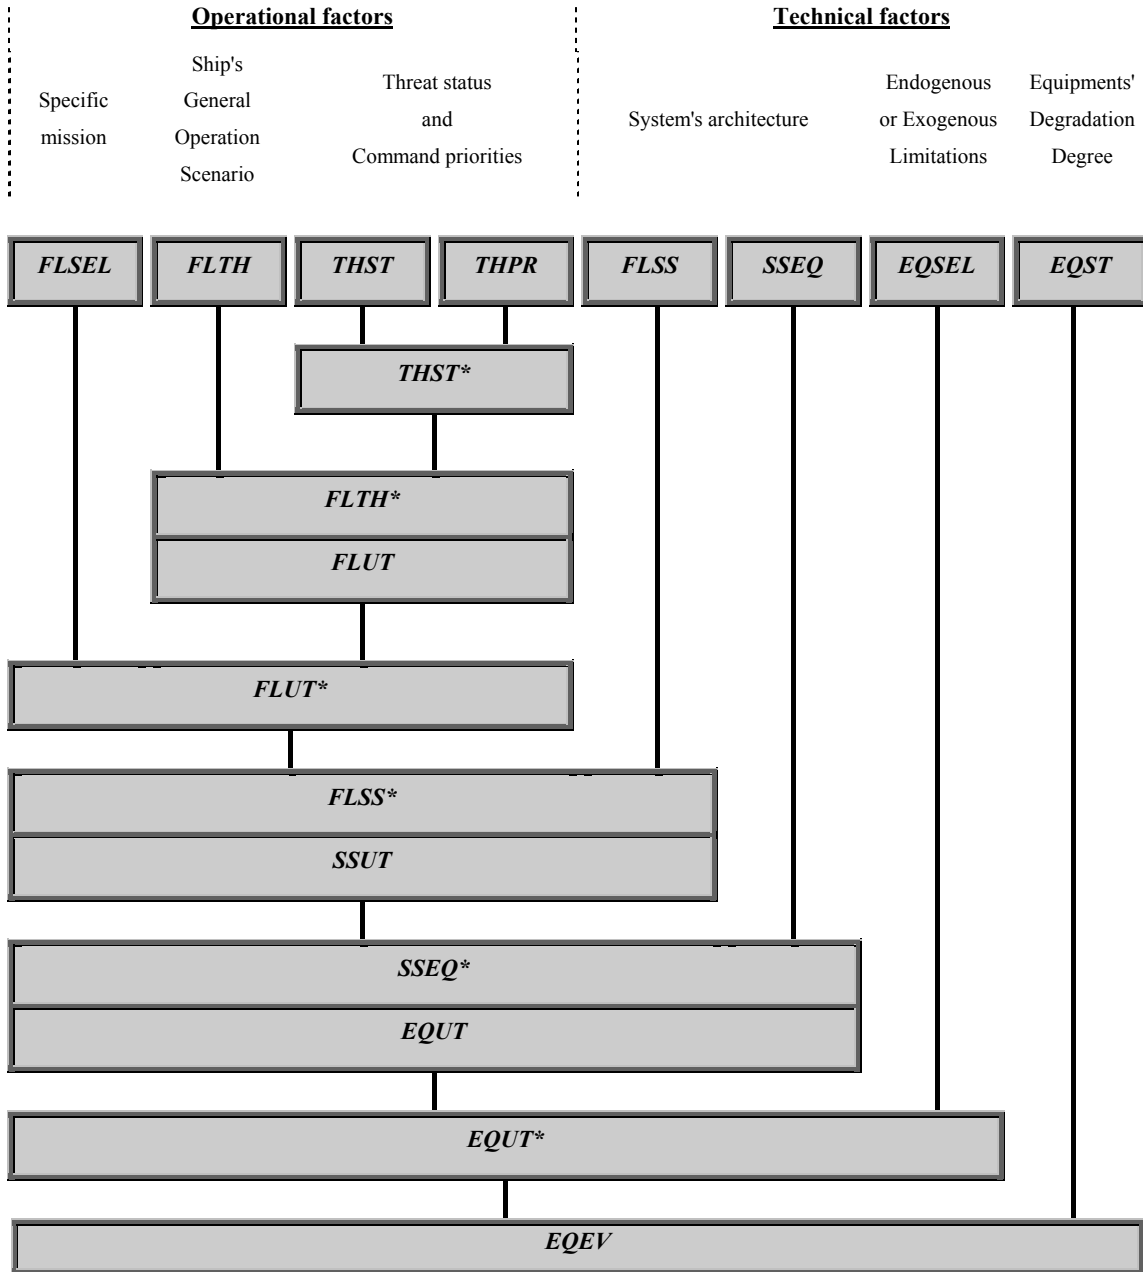 Operational factors
Technical factors
Specific
mission
Ship's
General
Operation
Scenario
Threat status
and
Command priorities
System's architecture
Endogenous
or Exogenous
Limitations
Equipments'
Degradation
Degree
FLSEL
FLTH
THST
THPR
FLSS
SSEQ
EQSEL
EQST
THST*
FLTH*
FLUT
FLUT*
FLSS*
SSUT
SSEQ*
EQUT
EQUT*
EQEV